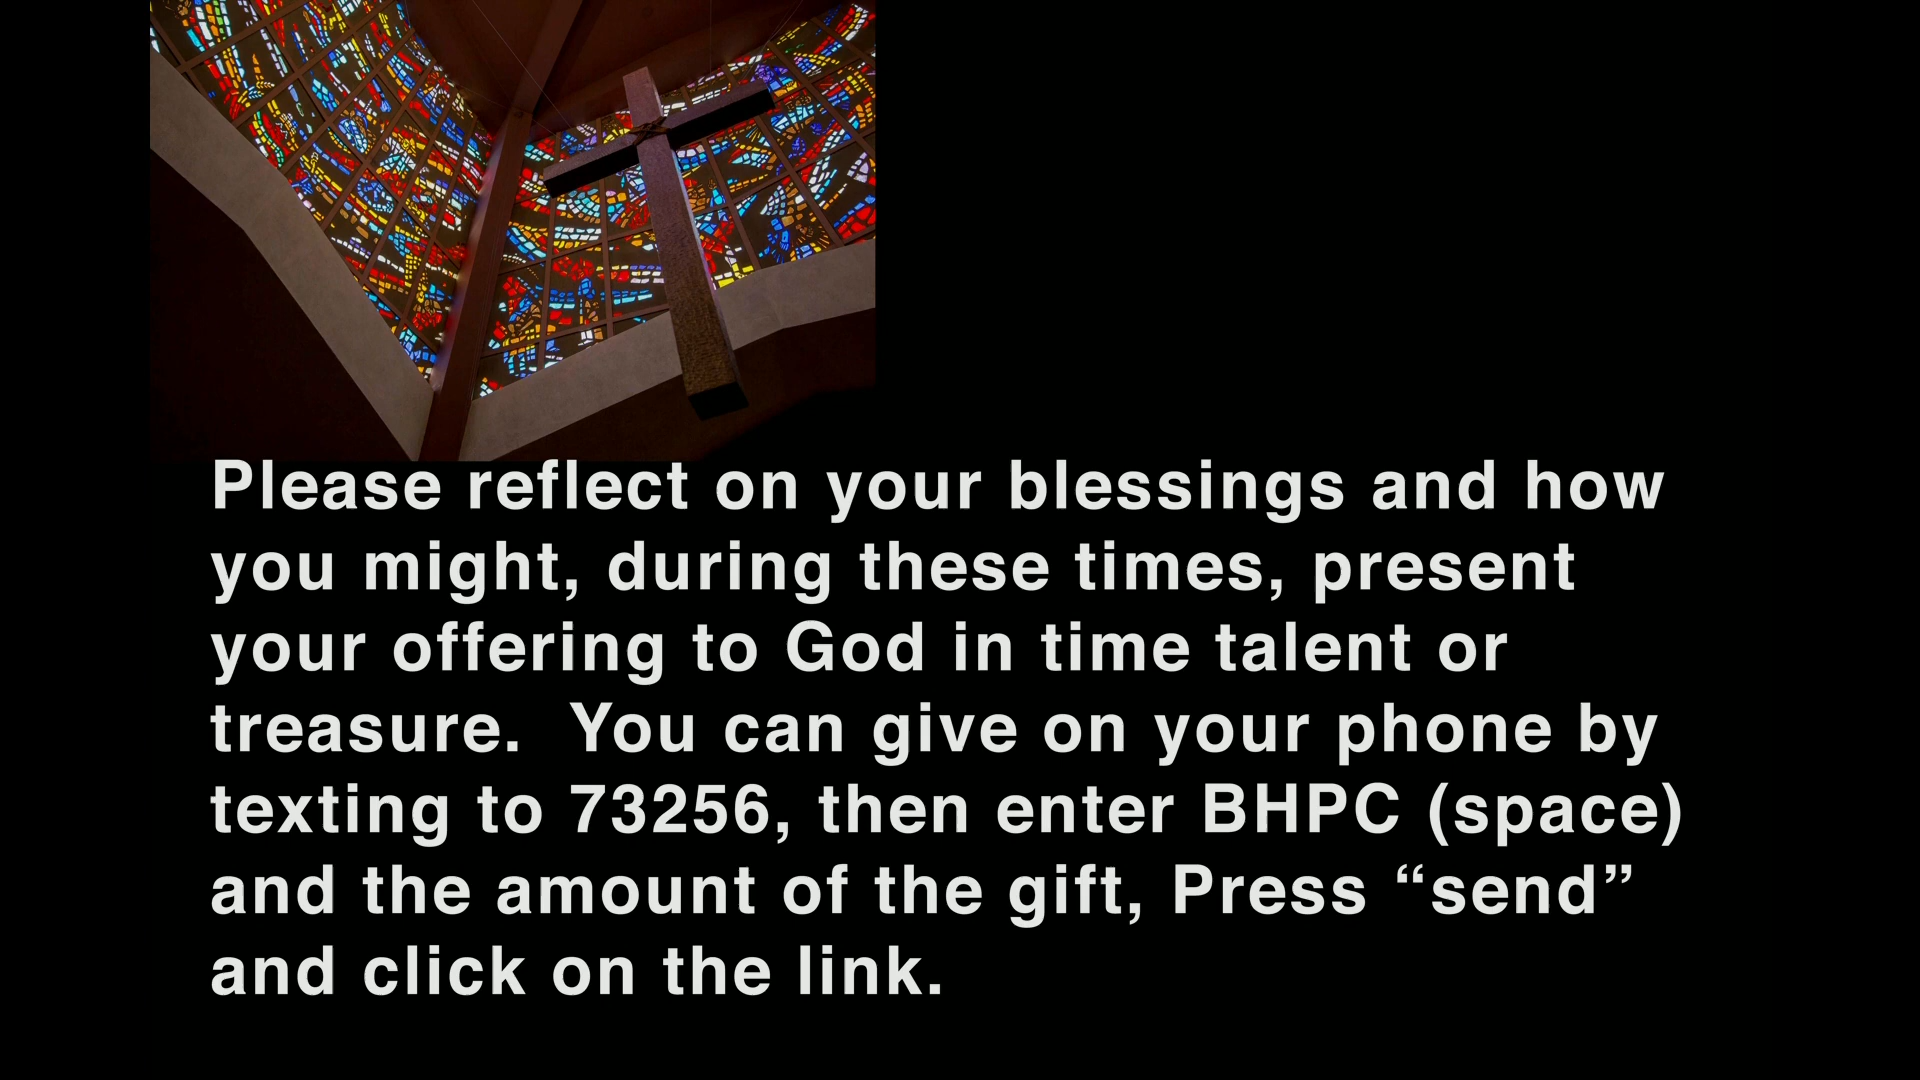 Please reflect on your blessings and how
you might, during these times, present
your offering to God in time talent or
treasure.  You can give on your phone by
texting to 73256, then enter BHPC (space)
and the amount of the gift, Press “send”
and click on the link.